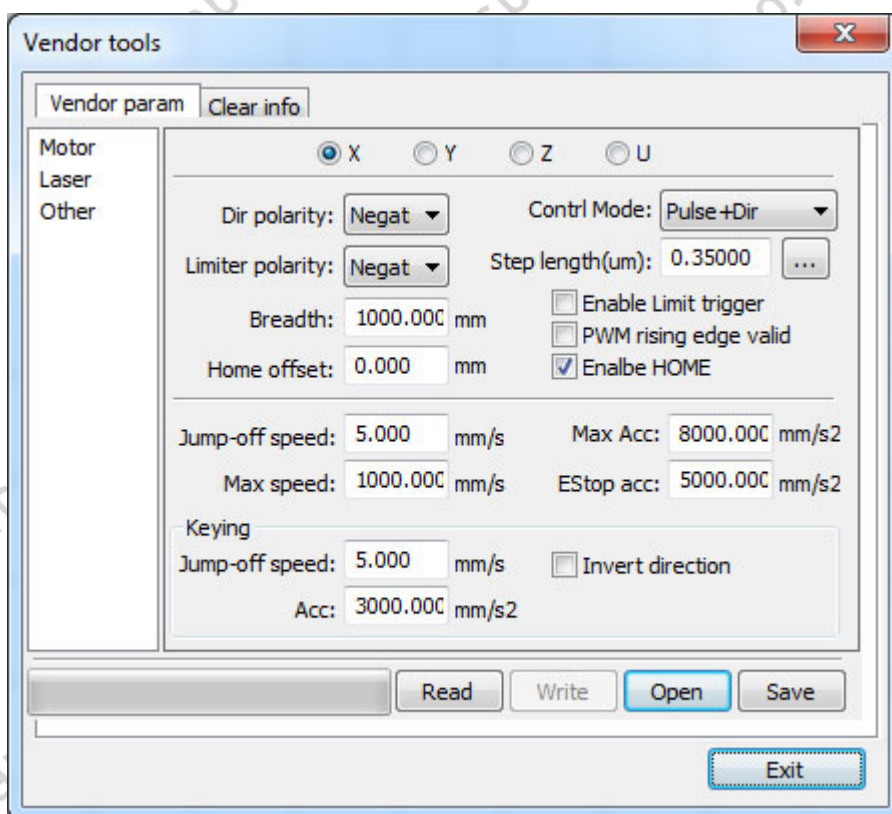 Vendor tools
Vendor param Clear info
Motor
Laser
Other
X Y Z U
Dir polarity: Negat Contrl Mode: Pulse+Dir
Limiter polarity: Negat Step length(um): 0.35000 ...
Enable Limit trigger
Breadth: 1000.000 mm
PWM rising edge valid
Home offset: 0.000 mm Enalbe HOME
Jump-off speed: 5.000 mm/s Max Acc: 8000.000 mm/s2
Max speed: 1000.000 mm/s EStop acc: 5000.000 mm/s2
Keying
Jump-off speed: 5.000 mm/s Invert direction
Acc: 3000.000 mm/s2
Read Write Open Save
Exit